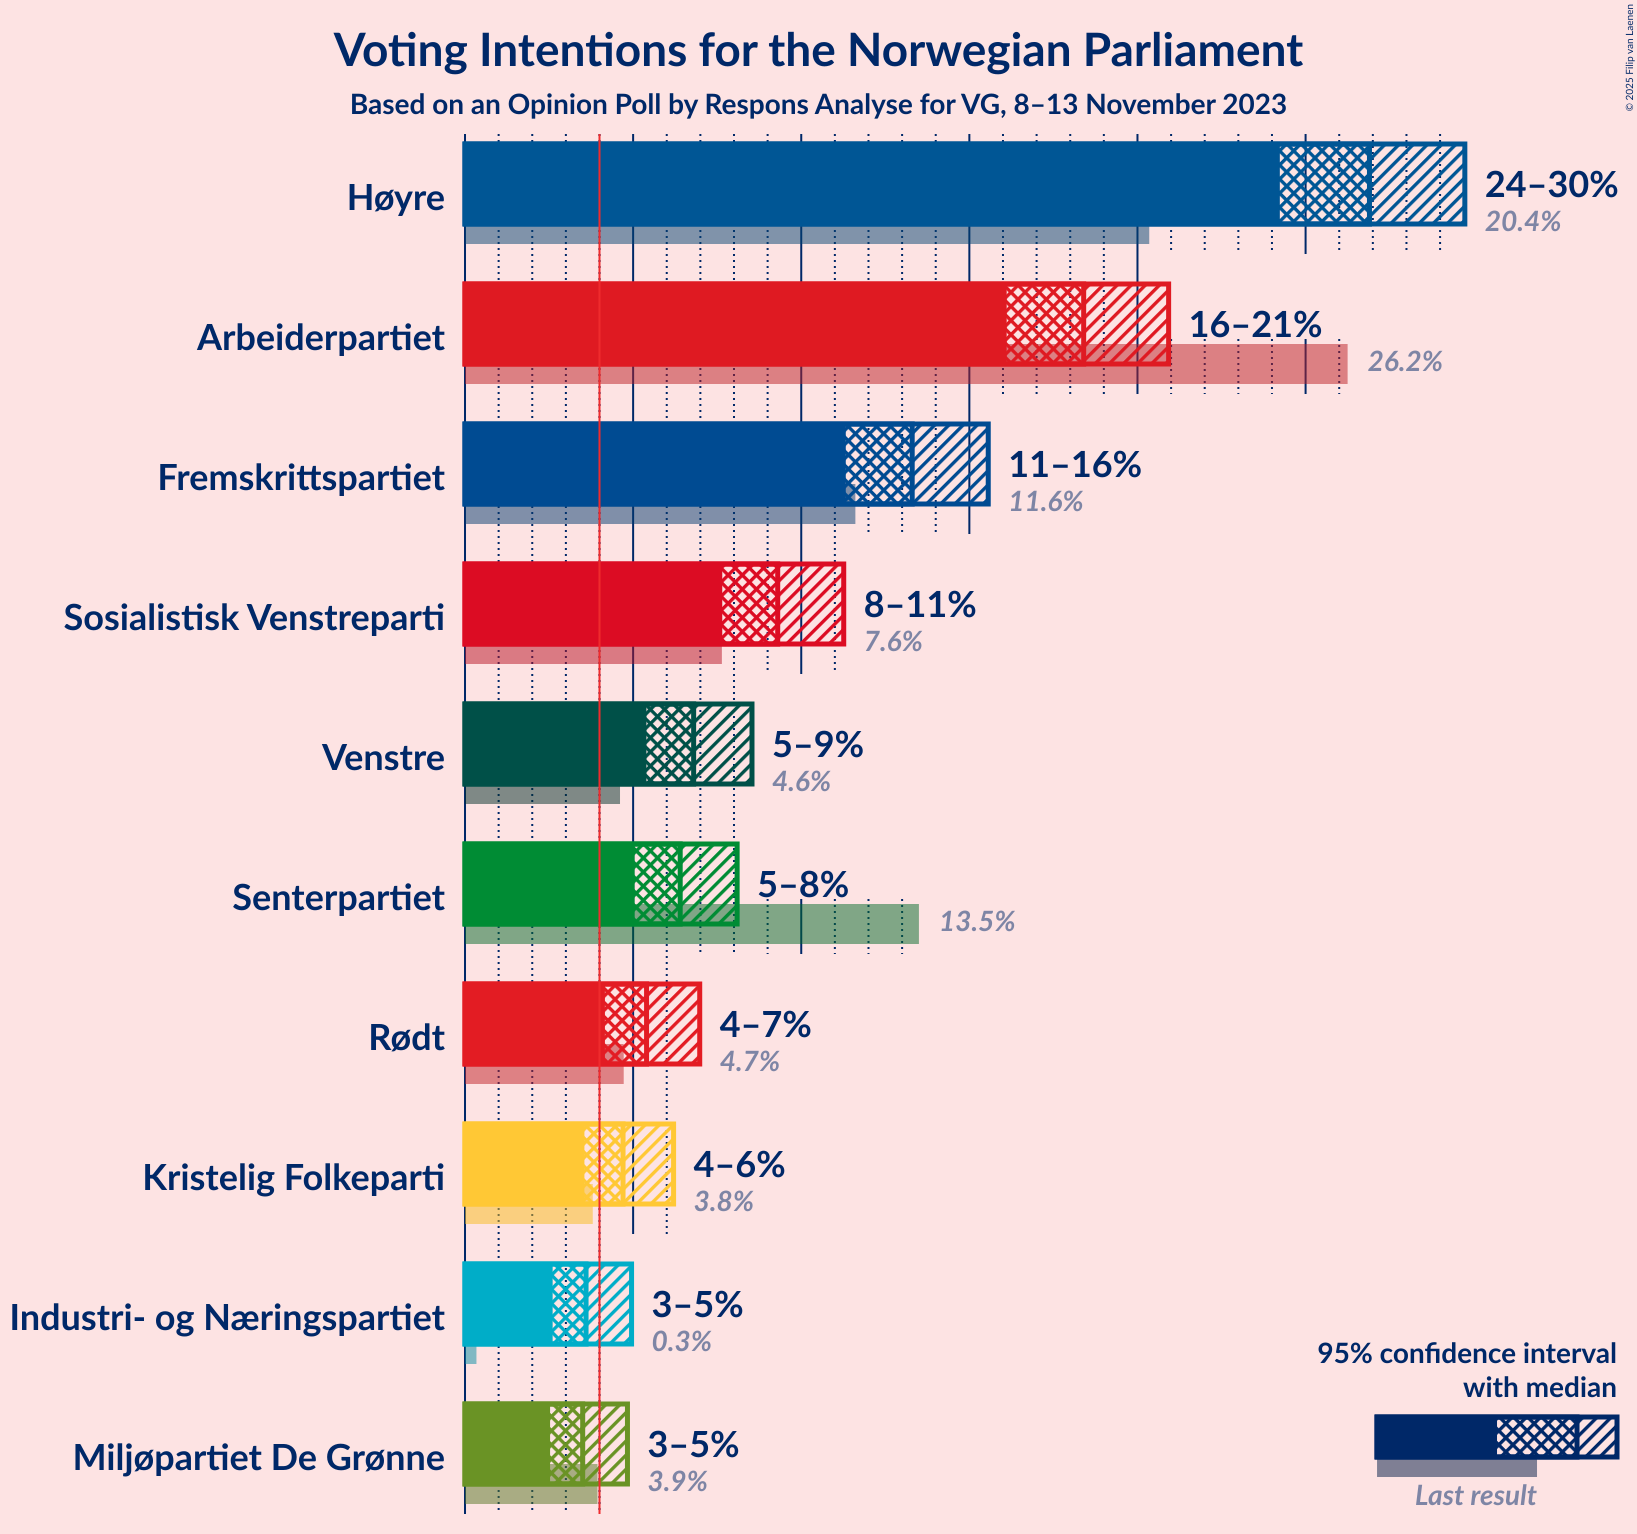 Voting Intentions for the Norwegian Parliament
Based on an Opinion Poll by Respons Analyse for VG, 8–13 November 2023
© 2025 Filip van Laenen
Høyre
24–30%
20.4%
Arbeiderpartiet
16–21%
26.2%
Fremskrittspartiet
11–16%
11.6%
Sosialistisk Venstreparti
8–11%
7.6%
Venstre
5–9%
4.6%
Senterpartiet
5–8%
13.5%
Rødt
4–7%
4.7%
Kristelig Folkeparti
4–6%
3.8%
Industri- og Næringspartiet
3–5%
0.3%
Miljøpartiet De Grønne
3–5%
3.9%
95% confidence interval
with median
Last result